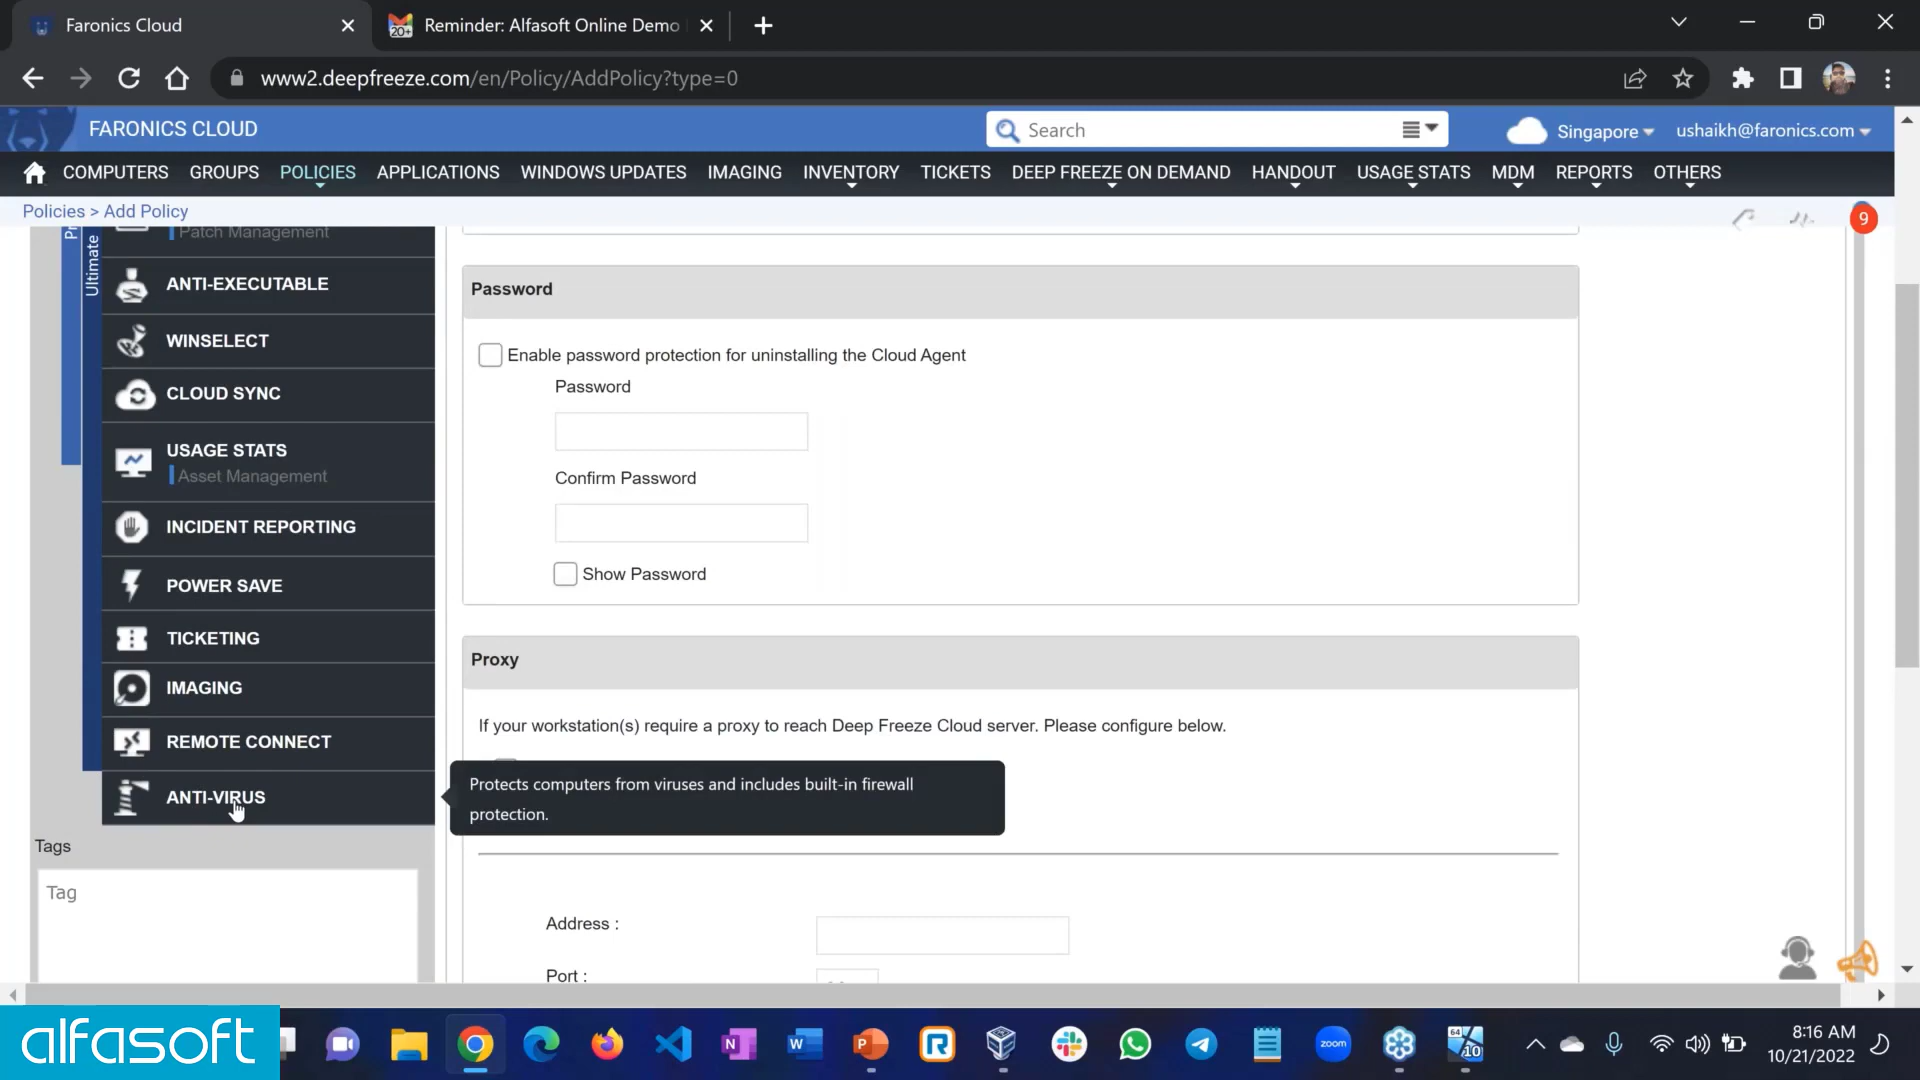 Faronics Cloud
20+
Reminder: Alfasoft Online Demo
www2.deepfreeze.com/en/Policy/AddPolicy?type=0
FARONICS CLOUD
Search
Singapore
ushaikh@faronics.com
COMPUTERS GROUPS POLICIES APPLICATIONS WINDOWS UPDATES IMAGING INVENTORY TICKETS DEEP FREEZE ON DEMAND HANDOUT USAGE STATS MDM REPORTS OTHERS
Policies > Add Policy
9
Ultimate
Patch Management
ANTI-EXECUTABLE
WINSELECT
CLOUD SYNC
USAGE STATS
Asset Management
INCIDENT REPORTING
POWER SAVE
TICKETING
IMAGING
REMOTE CONNECT
ANTI-VIRUS
Tags
Tag
Password
Enable password protection for uninstalling the Cloud Agent
Password
Confirm Password
Show Password
Proxy
If your workstation(s) require a proxy to reach Deep Freeze Cloud server. Please configure below.
Protects computers from viruses and includes built-in firewall
protection.
Address :
Port :
alfasoft
zoom
64
10
8:16 AM
10/21/2022